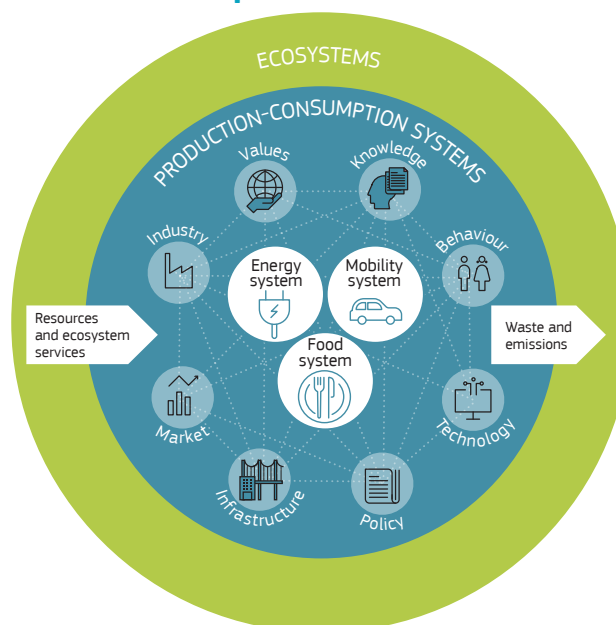 ECOSYSTEMS
PRODUCTION-CONSUMPTION SYSTEMS
Values
Knowledge
Industry
Behaviour
Energy
system
Mobility
system
Resources
and ecosystem
services
Waste and
emissions
Food
system
Market
Technology
Infrastructure
Policy